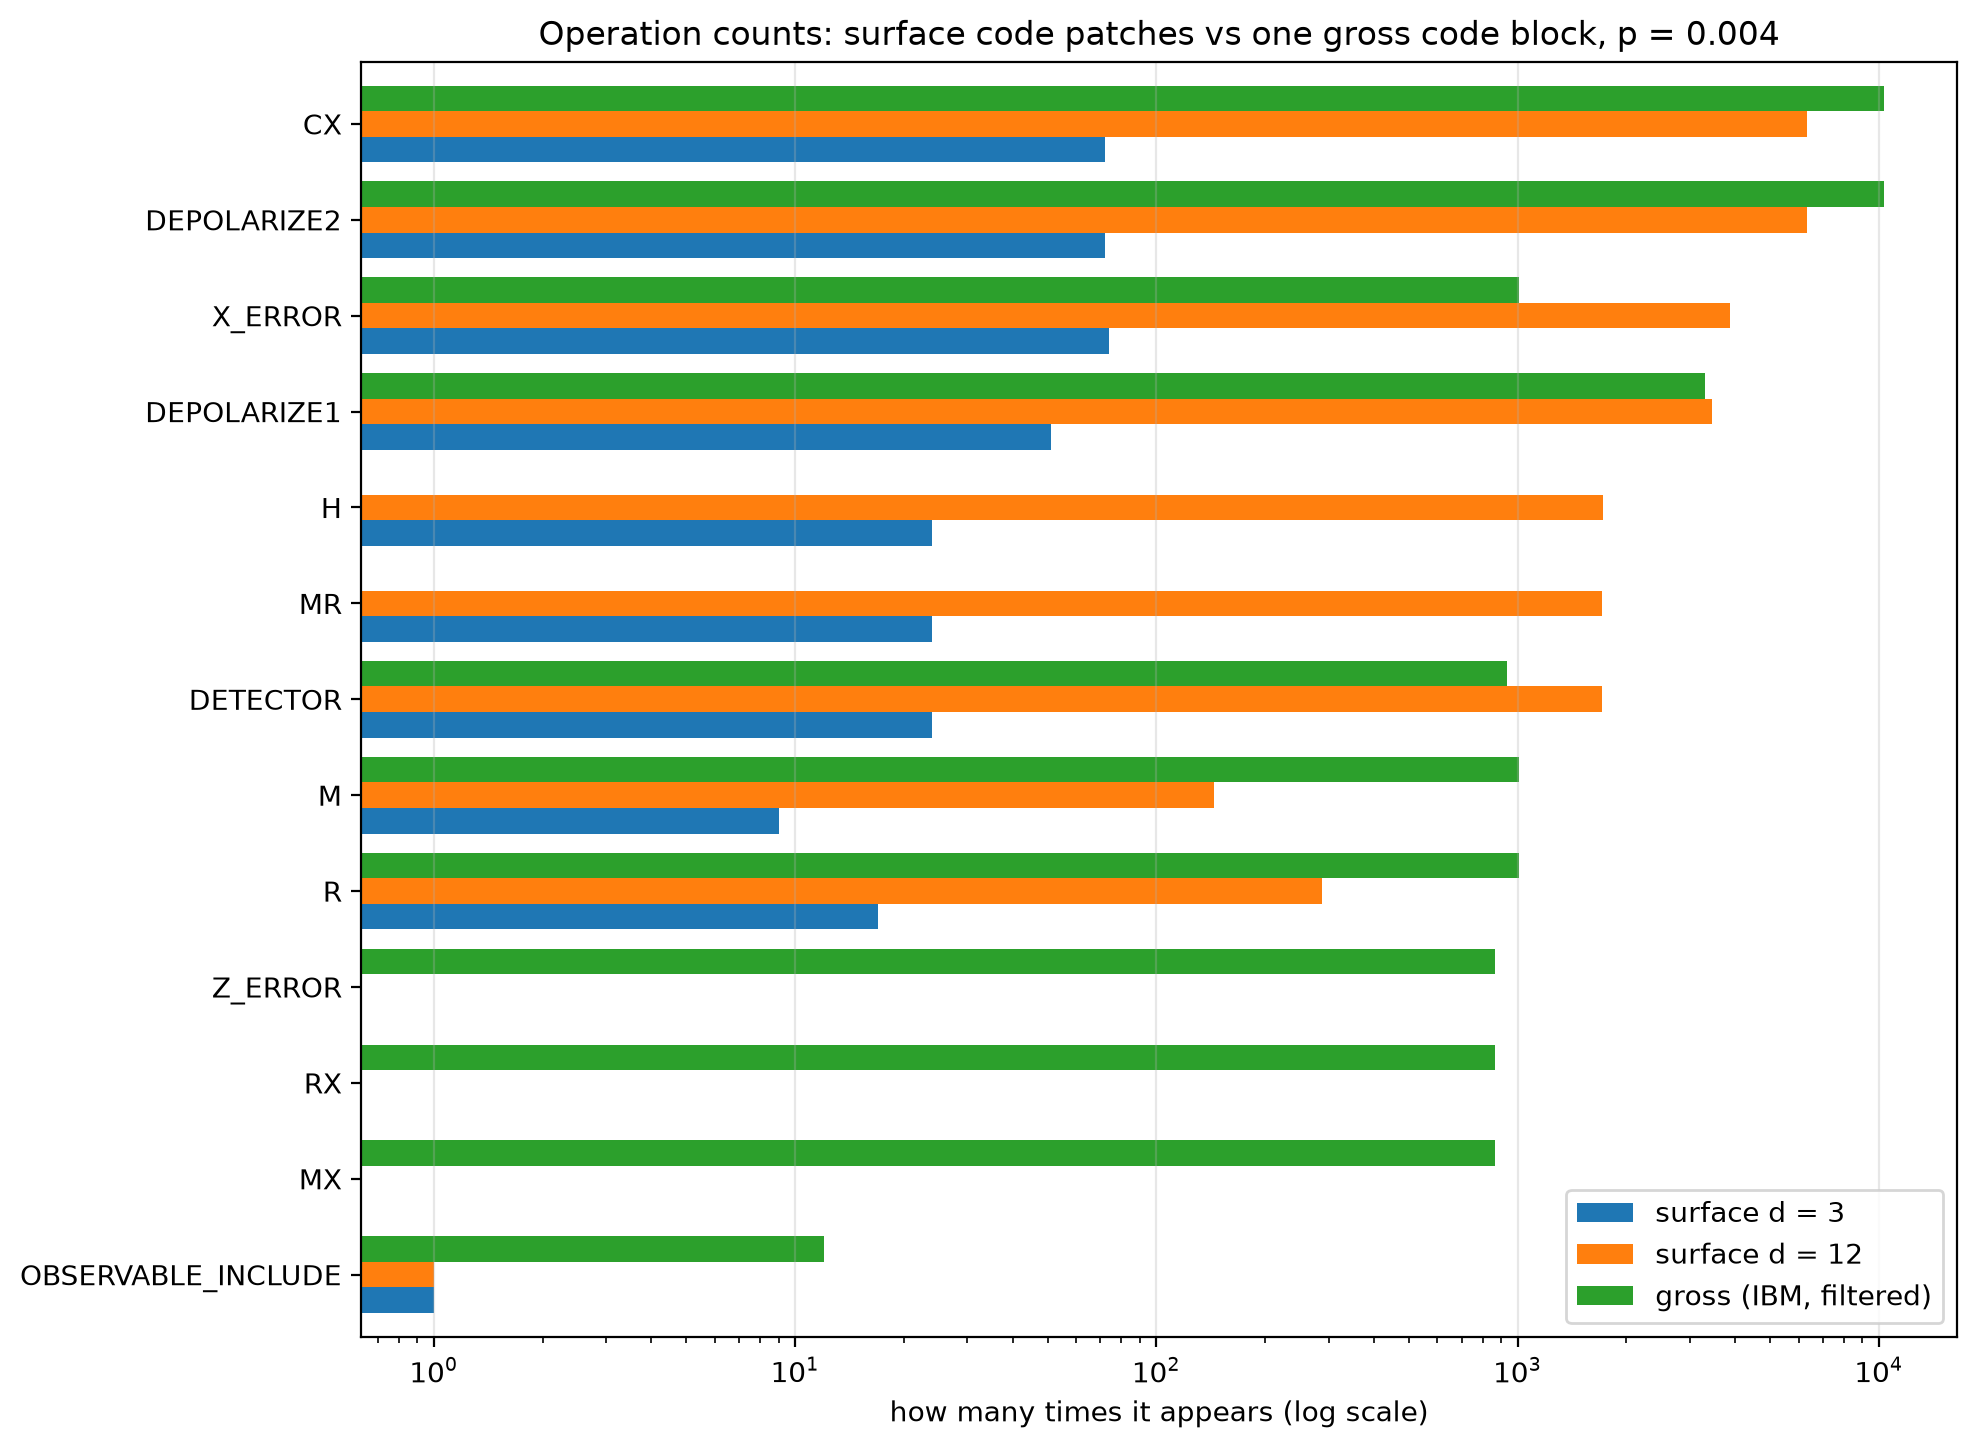 Operation counts: surface code patches vs one gross code block, p = 0.004
CX
DEPOLARIZE2
X_ERROR
DEPOLARIZE1
H
MR
DETECTOR
M
R
Z_ERROR
RX
MX
OBSERVABLE_INCLUDE
surface d = 3
surface d = 12
gross (IBM, filtered)
10⁰ 10¹ 10² 10³ 10⁴
how many times it appears (log scale)